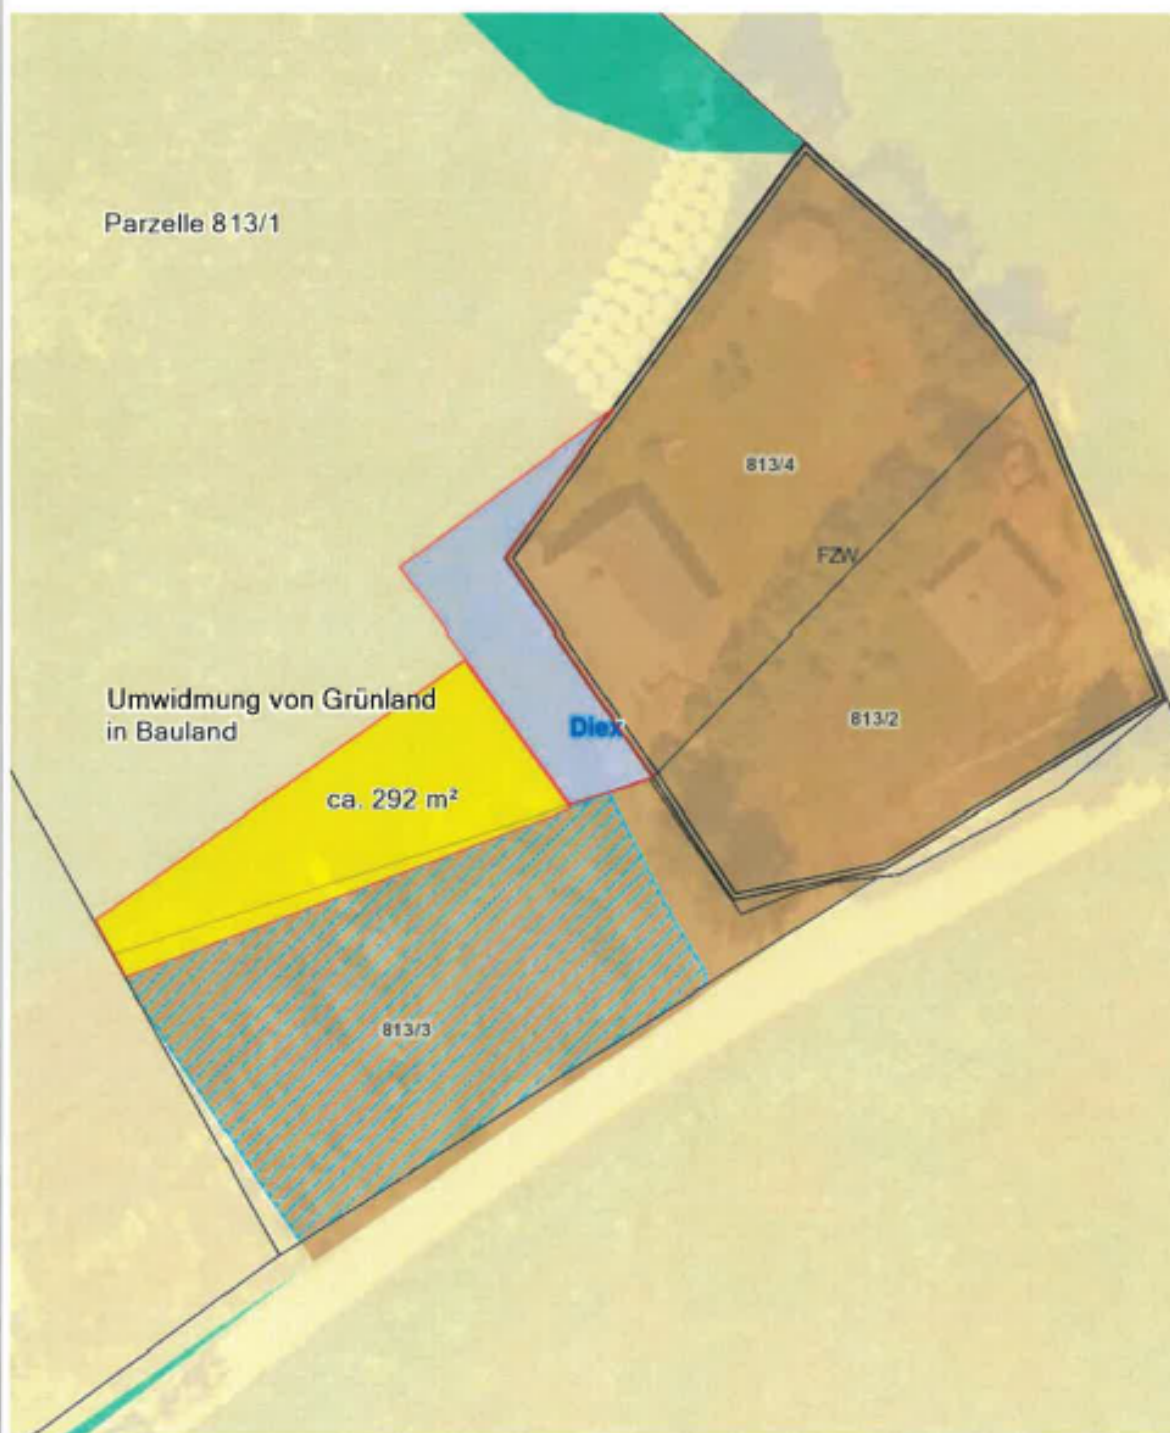 Parzelle 813/1
813/4
FZW
Umwidmung von Grünland
in Bauland
Diex
813/2
ca. 292 m²
813/3